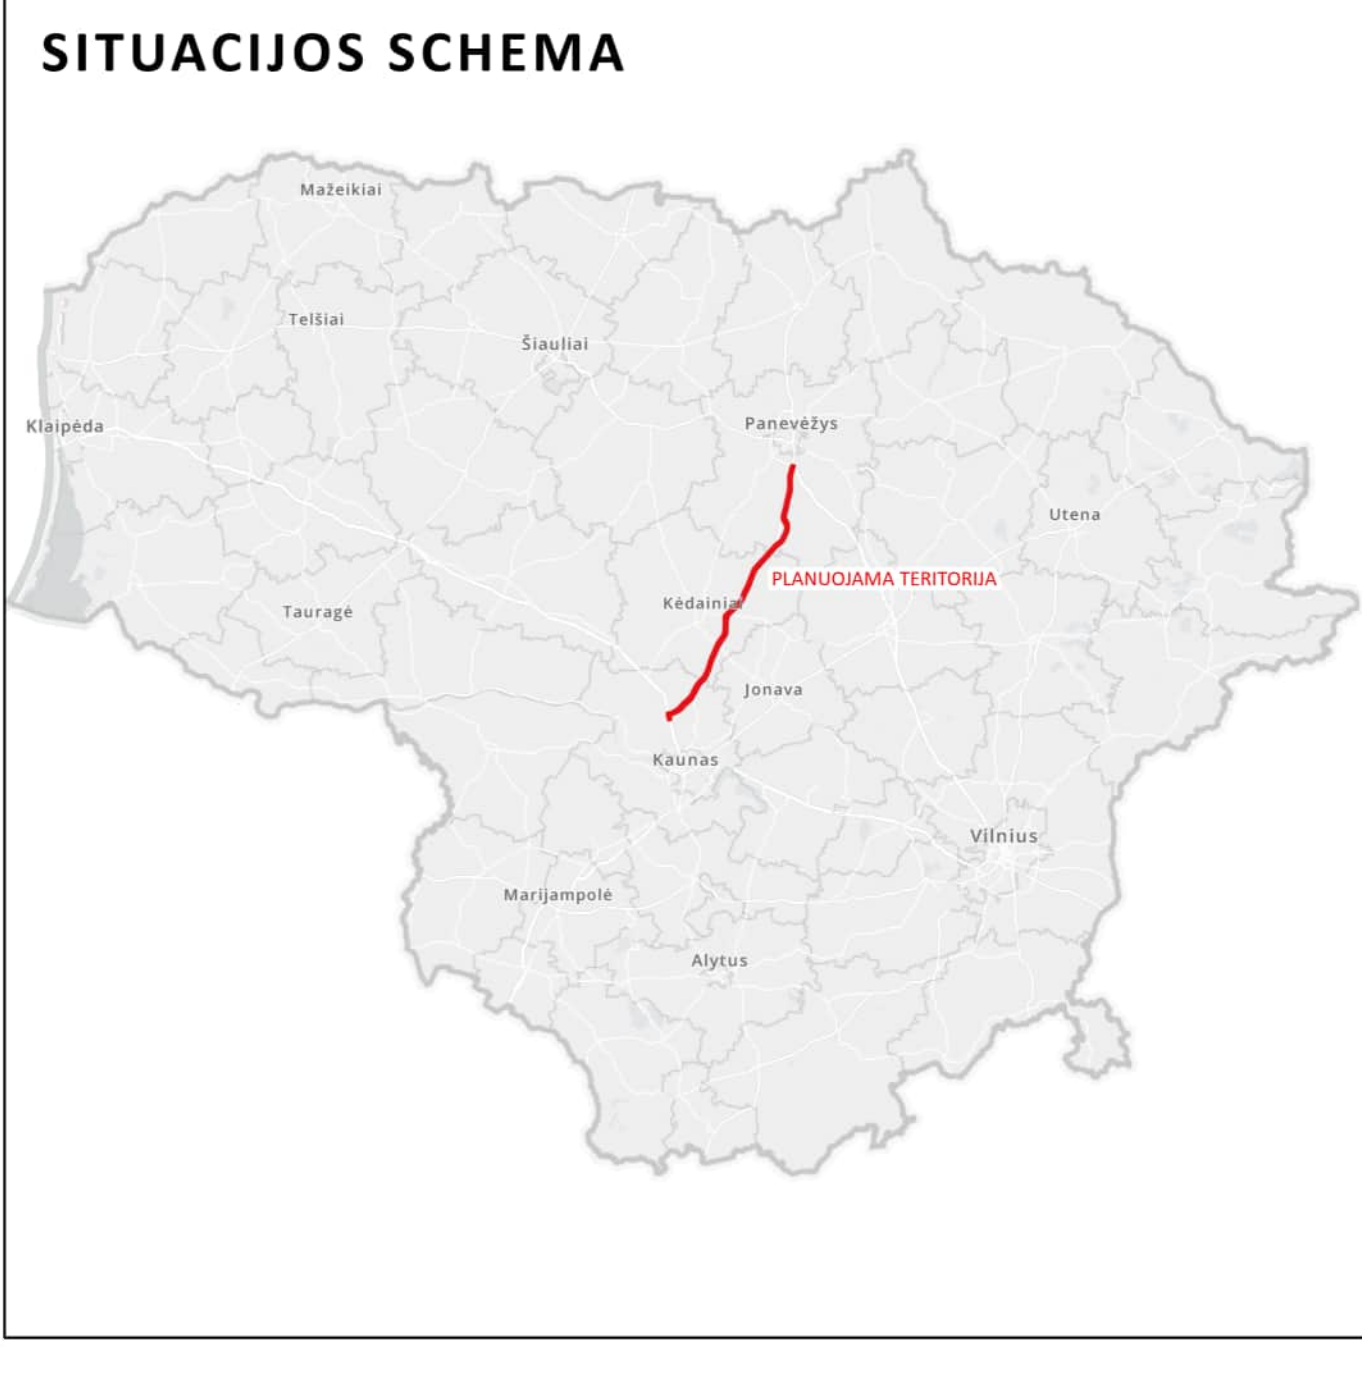 SITUACIJOS SCHEMA
Mažeikiai
Telšiai
Šiauliai
Klaipėda
Panevėžys
Utena
PLANUOJAMA TERITORIJA
Kėdainiai
Tauragė
Jonava
Kaunas
Vilnius
Marijampolė
Alytus